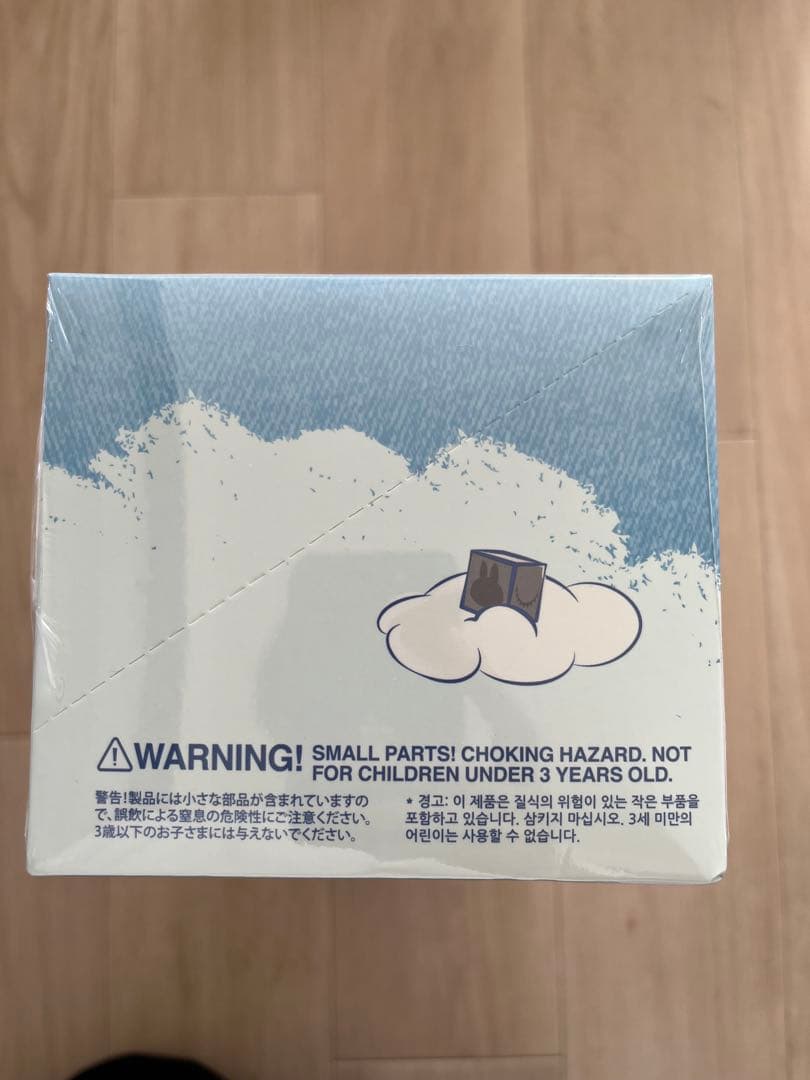 WARNING! SMALL PARTS! CHOKING HAZARD. NOT
FOR CHILDREN UNDER 3 YEARS OLD.
警告!製品には小さな部品が含まれていますの
で、誤飲による窒息の危険性にご注意ください。
3歳以下のお子さまには与えないでください。
* 경고: 이 제품은 질식의 위험이 있는 작은 부품을
포함하고 있습니다. 삼키지 마십시오. 3세 미만의
어린이는 사용할 수 없습니다.